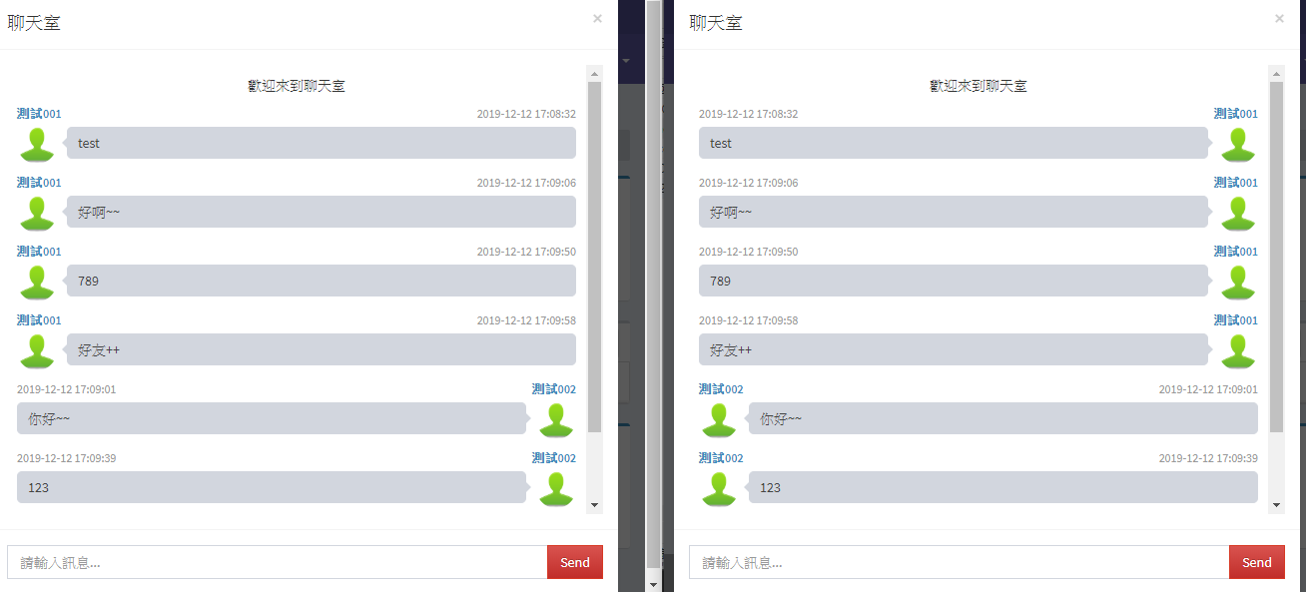 聊天室 ×
歡迎來到聊天室
測試001 2019-12-12 17:08:32
test
測試001 2019-12-12 17:09:06
好啊~~
測試001 2019-12-12 17:09:50
789
測試001 2019-12-12 17:09:58
好友++
2019-12-12 17:09:01 測試002
你好~~
2019-12-12 17:09:39 測試002
123
請輸入訊息... Send
聊天室 ×
歡迎來到聊天室
2019-12-12 17:08:32 測試001
test
2019-12-12 17:09:06 測試001
好啊~~
2019-12-12 17:09:50 測試001
789
2019-12-12 17:09:58 測試001
好友++
測試002 2019-12-12 17:09:01
你好~~
測試002 2019-12-12 17:09:39
123
請輸入訊息... Send